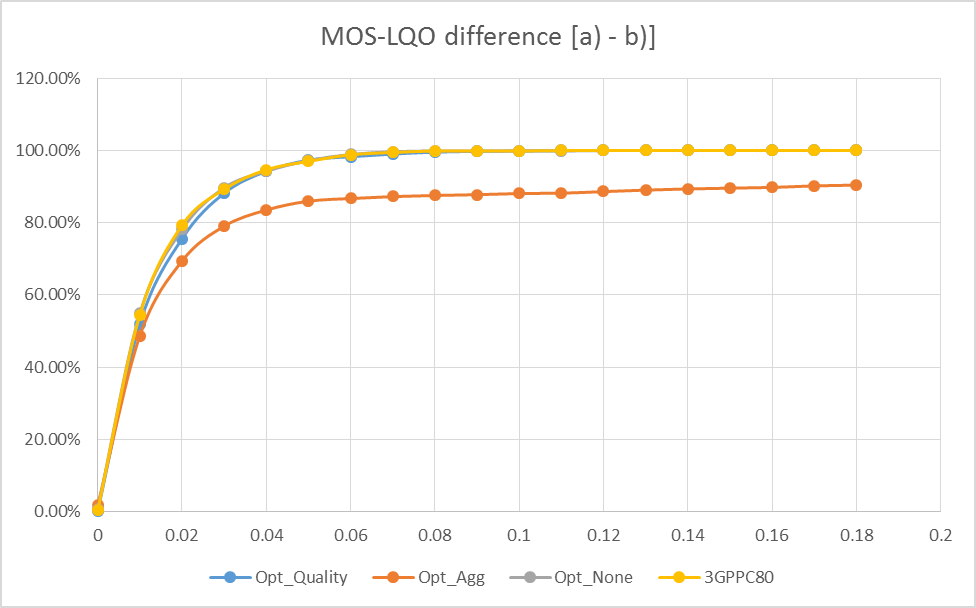 MOS-LQO difference [a) - b)]
120.00%
100.00%
80.00%
60.00%
40.00%
20.00%
0.00%
0 0.02 0.04 0.06 0.08 0.1 0.12 0.14 0.16 0.18 0.2
Opt_Quality Opt_Agg Opt_None 3GPPC80